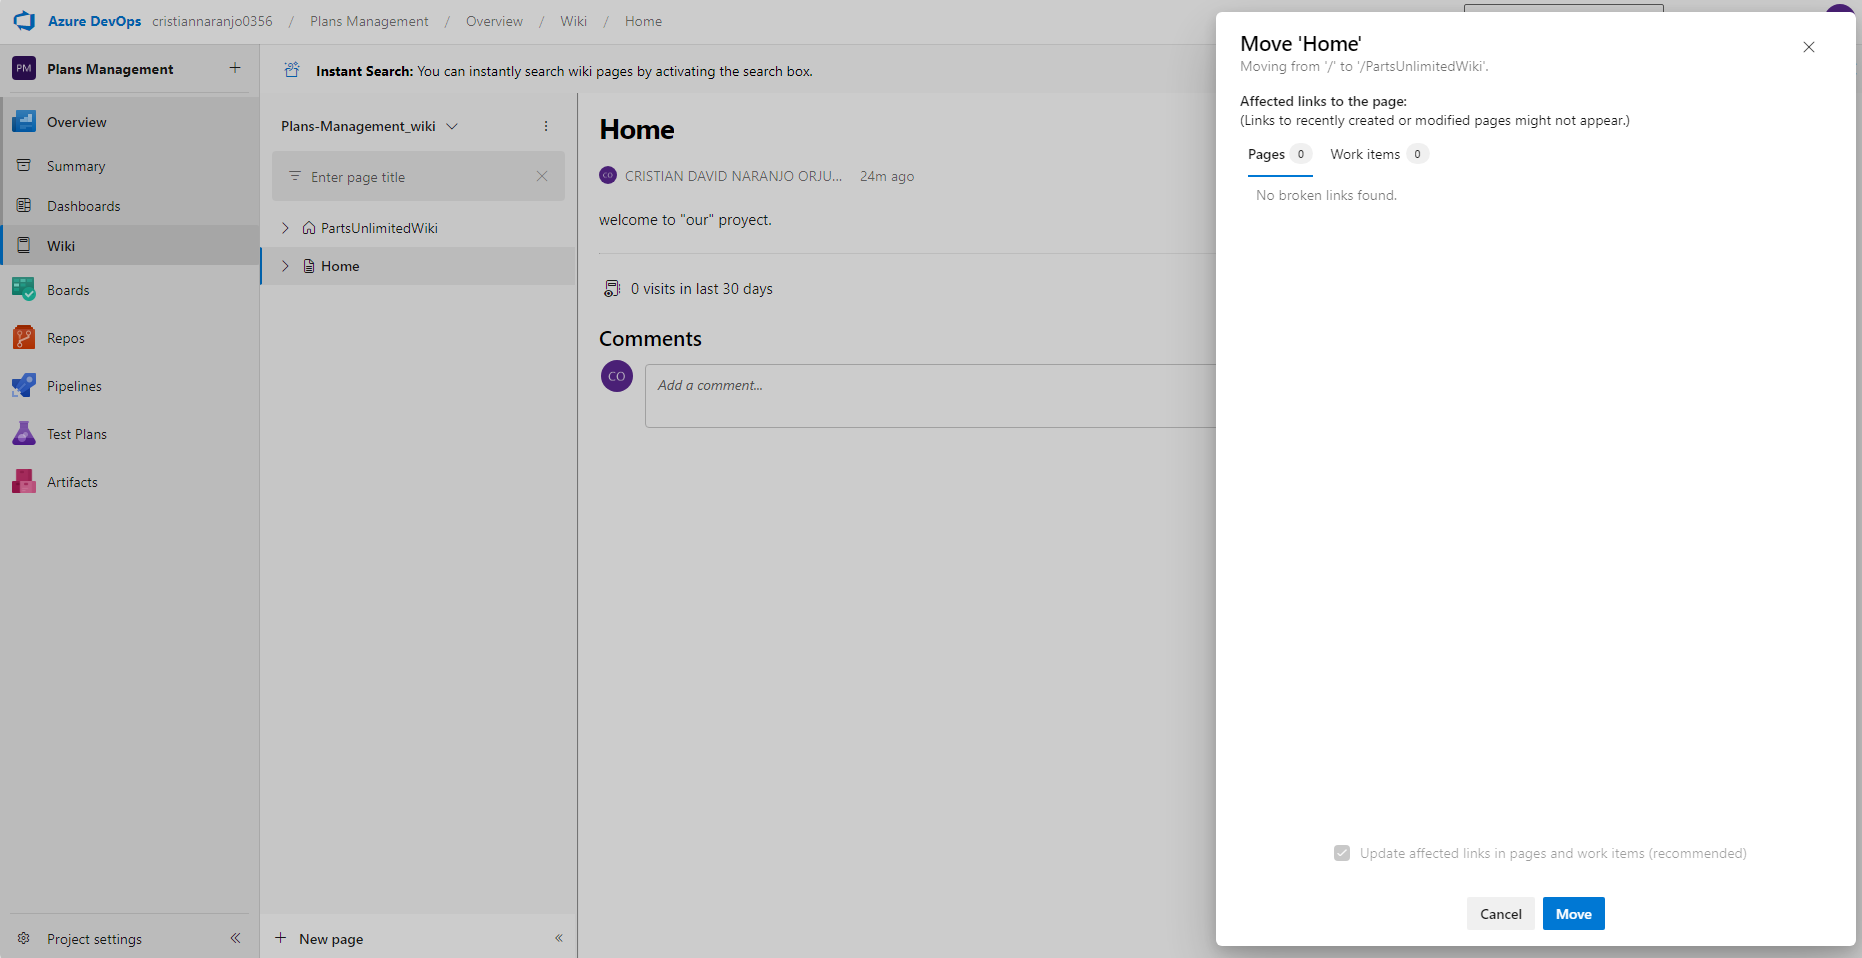 Azure DevOps cristiannaranjo0356 / Plans Management / Overview / Wiki / Home
PM Plans Management
Overview
Summary
Dashboards
Wiki
Boards
Repos
Pipelines
Test Plans
Artifacts
Project settings
Instant Search: You can instantly search wiki pages by activating the search box.
Plans-Management_wiki
Enter page title
PartsUnlimitedWiki
Home
New page
Home
CO CRISTIAN DAVID NARANJO ORJU... 24m ago
welcome to "our" proyect.
0 visits in last 30 days
Comments
CO Add a comment...
Move 'Home'
Moving from '/' to '/PartsUnlimitedWiki'.
Affected links to the page:
(Links to recently created or modified pages might not appear.)
Pages 0 Work items 0
No broken links found.
Update affected links in pages and work items (recommended)
Cancel Move